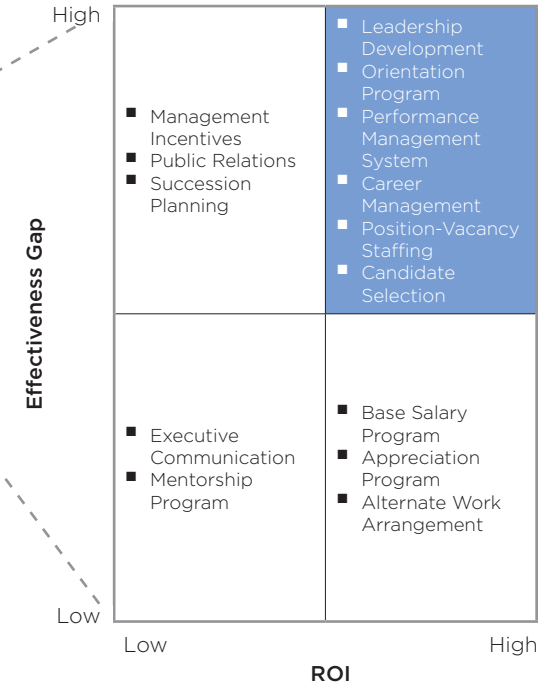 High
Effectiveness Gap
Low
■ Management
Incentives
■ Public Relations
■ Succession
Planning
■ Leadership
Development
■ Orientation
Program
■ Performance
Management
System
■ Career
Management
■ Position-Vacancy
Staffing
■ Candidate
Selection
■ Executive
Communication
■ Mentorship
Program
■ Base Salary
Program
■ Appreciation
Program
■ Alternate Work
Arrangement
Low
High
ROI